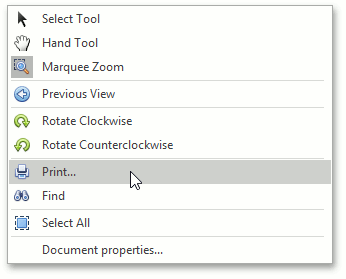 Select Tool
Hand Tool
Marquee Zoom
Previous View
Rotate Clockwise
Rotate Counterclockwise
Print...
Find
Select All
Document properties...